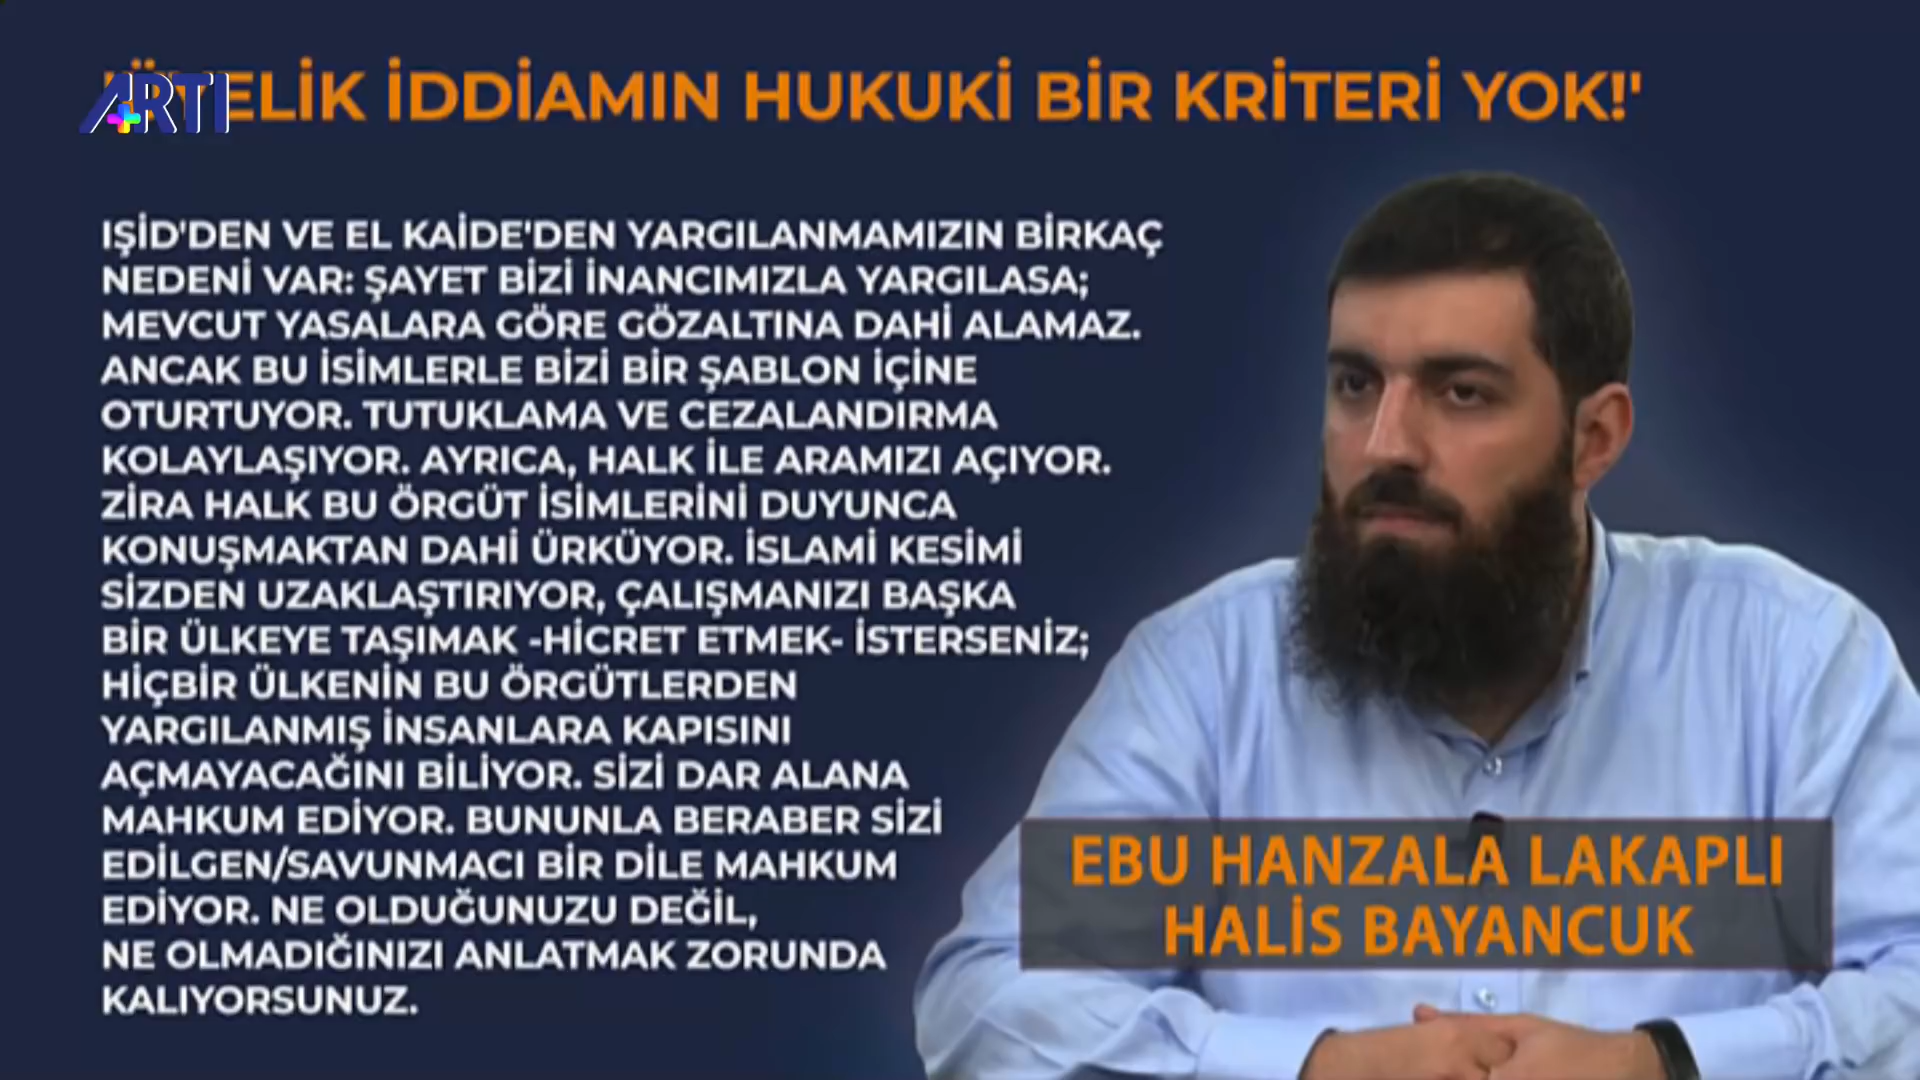 ARTI
ELİK İDDİAMIN HUKUKİ BİR KRİTERİ YOK!'
IŞİD'DEN VE EL KAİDE'DEN YARGILANMAMIZIN BİRKAÇ
NEDENİ VAR: ŞAYET BİZİ İNANCIMIZLA YARGILASA;
MEVCUT YASALARA GÖRE GÖZALTINA DAHİ ALAMAZ.
ANCAK BU İSİMLERLE BİZİ BİR ŞABLON İÇİNE
OTURTUYOR. TUTUKLAMA VE CEZALANDIRMA
KOLAYLAŞIYOR. AYRICA, HALK İLE ARAMIZI AÇIYOR.
ZİRA HALK BU ÖRGÜT İSİMLERİNİ DUYUNCA
KONUŞMAKTAN DAHİ ÜRKÜYOR. İSLAMİ KESİMİ
SİZDEN UZAKLAŞTIRIYOR, ÇALIŞMANIZI BAŞKA
BİR ÜLKEYE TAŞIMAK -HİCRET ETMEK- İSTERSENİZ;
HİÇBİR ÜLKENİN BU ÖRGÜTLERDEN
YARGILANMIŞ İNSANLARA KAPISINI
AÇMAYACAĞINI BİLİYOR. SİZİ DAR ALANA
MAHKUM EDİYOR. BUNUNLA BERABER SİZİ
EDİLGEN/SAVUNMACI BİR DİLE MAHKUM
EDİYOR. NE OLDUĞUNUZU DEĞİL,
NE OLMADIĞINIZI ANLATMAK ZORUNDA
KALIYORSUNUZ.
EBU HANZALA LAKAPLI
HALİS BAYANCUK